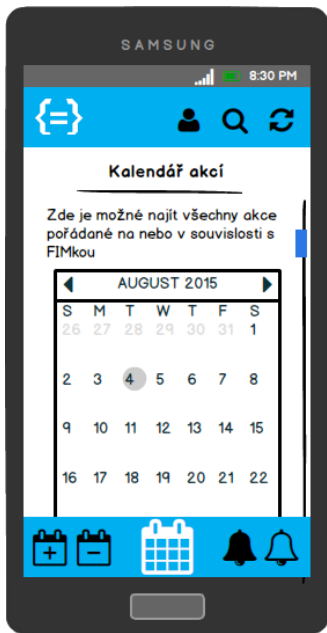 SAMSUNG
8:30 PM
{=}
Kalendář akcí
Zde je možné najít všechny akce
pořádané na nebo v souvislosti s
FIMkou
AUGUST 2015
S M T W T F S
26 27 28 29 30 31 1
2 3 4 5 6 7 8
9 10 11 12 13 14 15
16 17 18 19 20 21 22